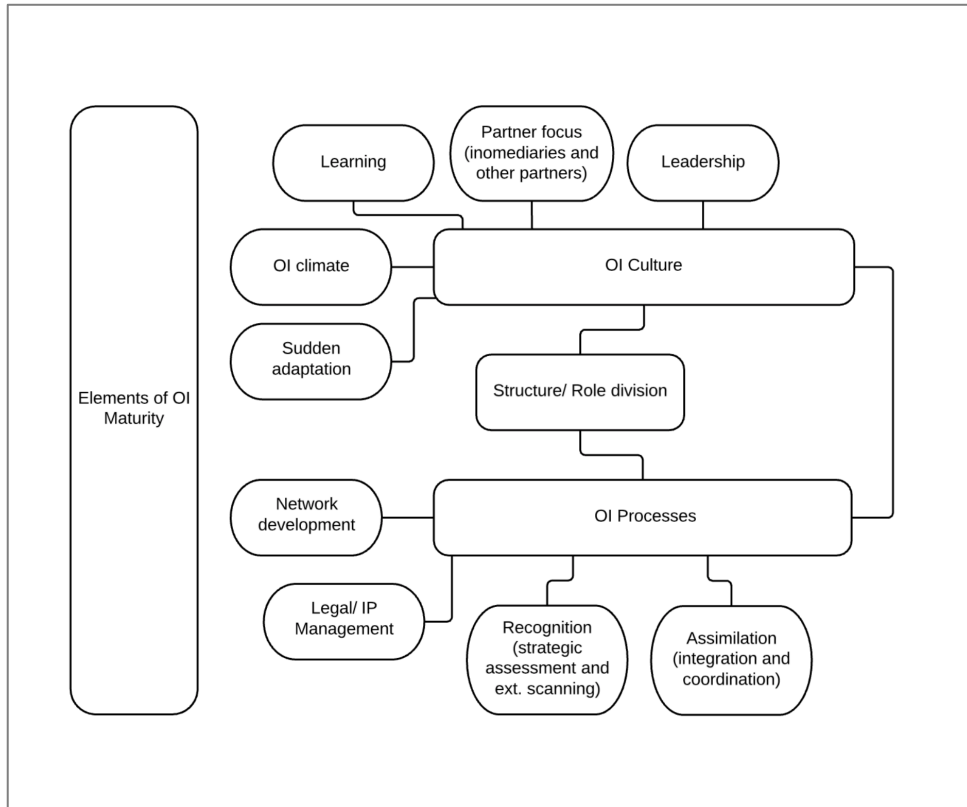 Elements of OI
Maturity
Learning
Partner focus
(inomediaries and
other partners)
Leadership
OI climate
OI Culture
Sudden
adaptation
Structure/ Role division
Network
development
OI Processes
Legal/ IP
Management
Recognition
(strategic
assessment and
ext. scanning)
Assimilation
(integration and
coordination)